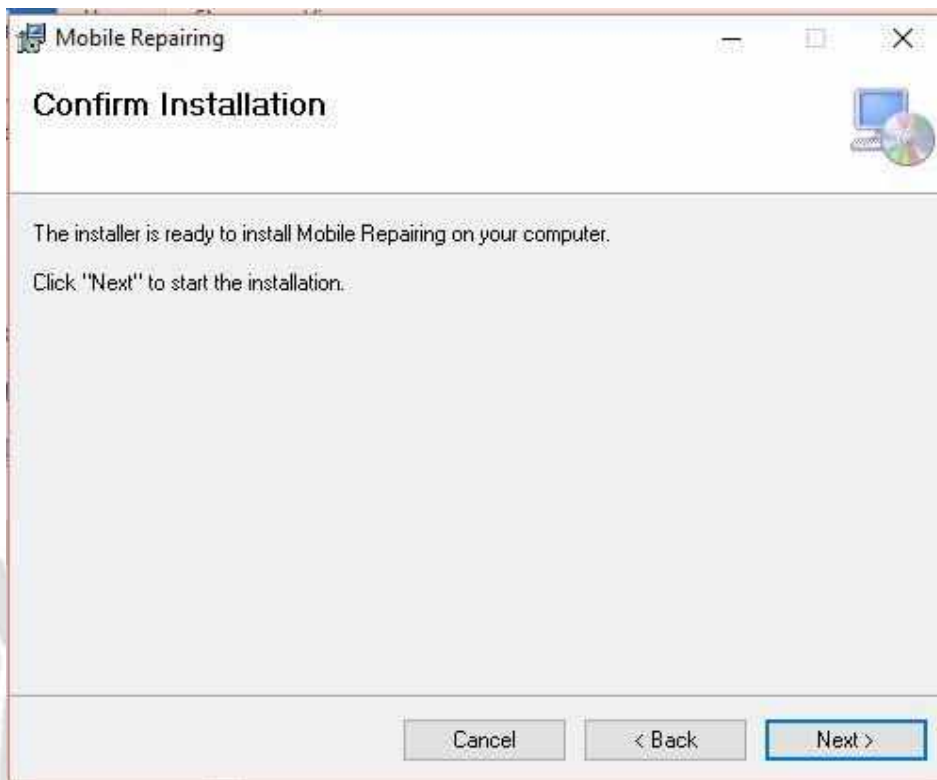 Mobile Repairing
Confirm Installation
The installer is ready to install Mobile Repairing on your computer.
Click "Next" to start the installation.
Cancel
< Back
Next >